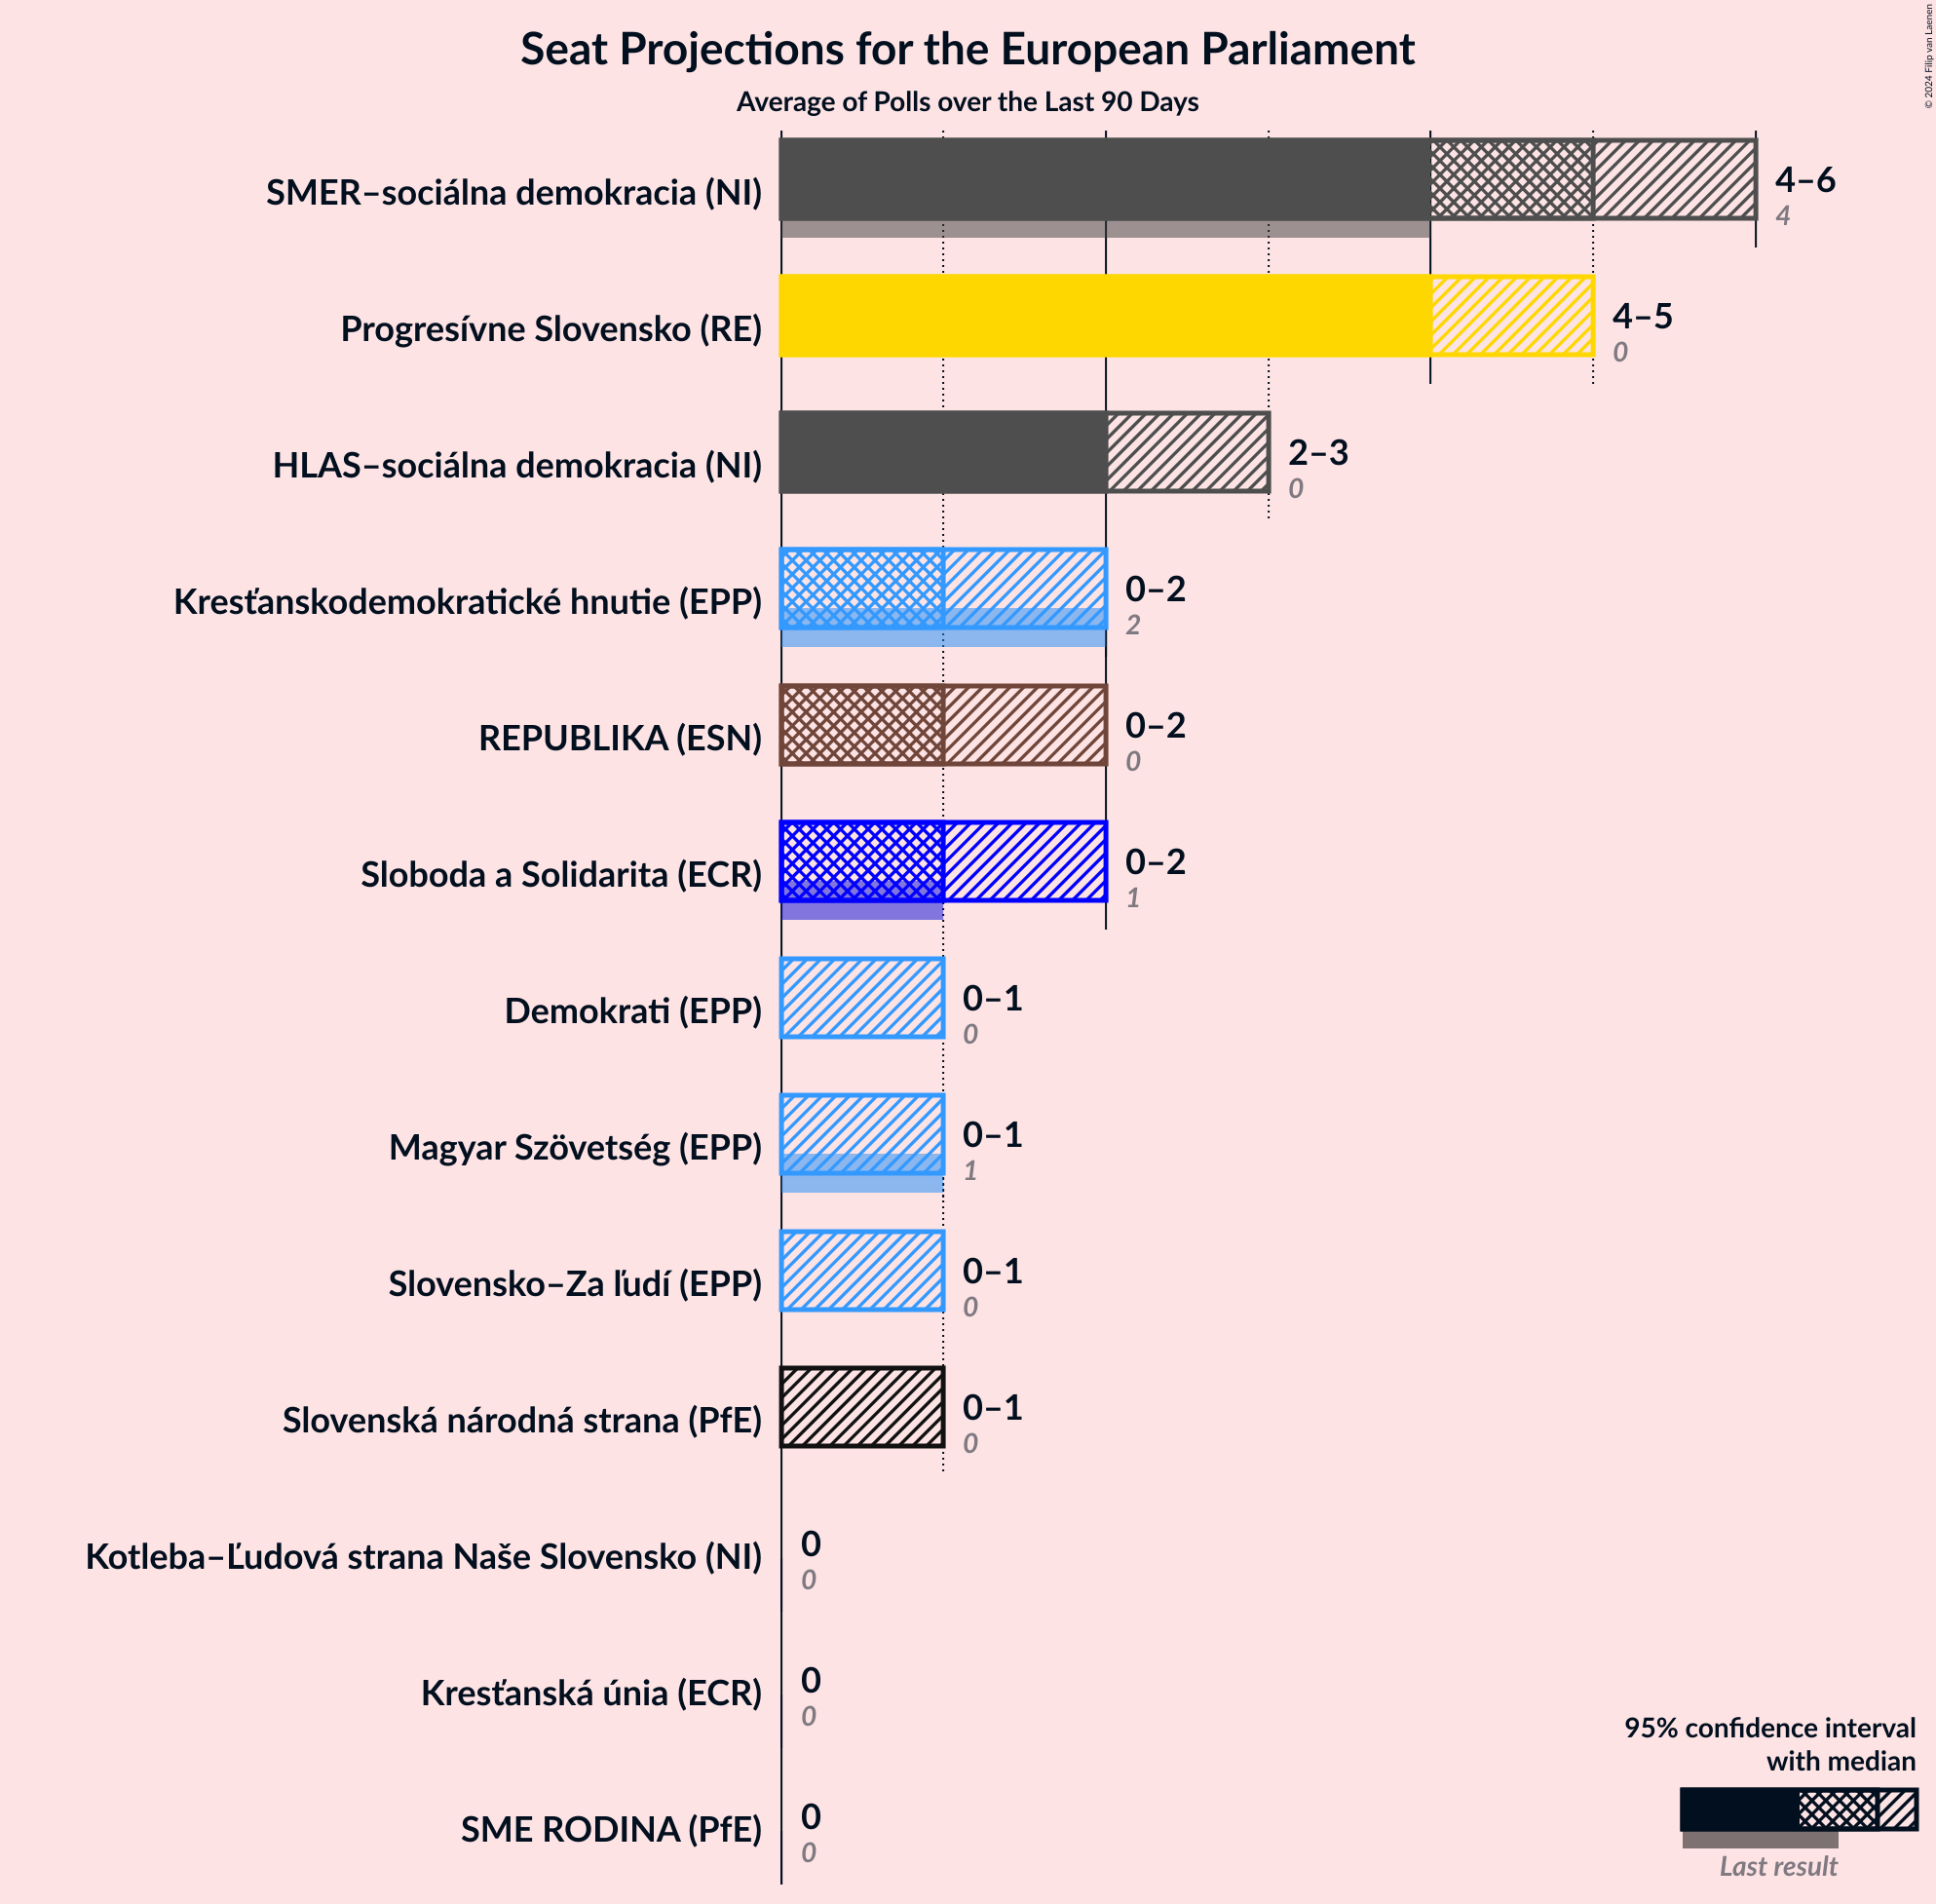 Seat Projections for the European Parliament
Average of Polls over the Last 90 Days
© 2024 Filip van Laenen
SMER–sociálna demokracia (NI)
4–6
4
Progresívne Slovensko (RE)
4–5
0
HLAS–sociálna demokracia (NI)
2–3
0
Kresťanskodemokratické hnutie (EPP)
0–2
2
REPUBLIKA (ESN)
0–2
0
Sloboda a Solidarita (ECR)
0–2
1
Demokrati (EPP)
0–1
0
Magyar Szövetség (EPP)
0–1
1
Slovensko–Za ľudí (EPP)
0–1
0
Slovenská národná strana (PfE)
0–1
0
Kotleba–Ľudová strana Naše Slovensko (NI)
0
0
Kresťanská únia (ECR)
0
0
SME RODINA (PfE)
0
0
95% confidence interval
with median
Last result